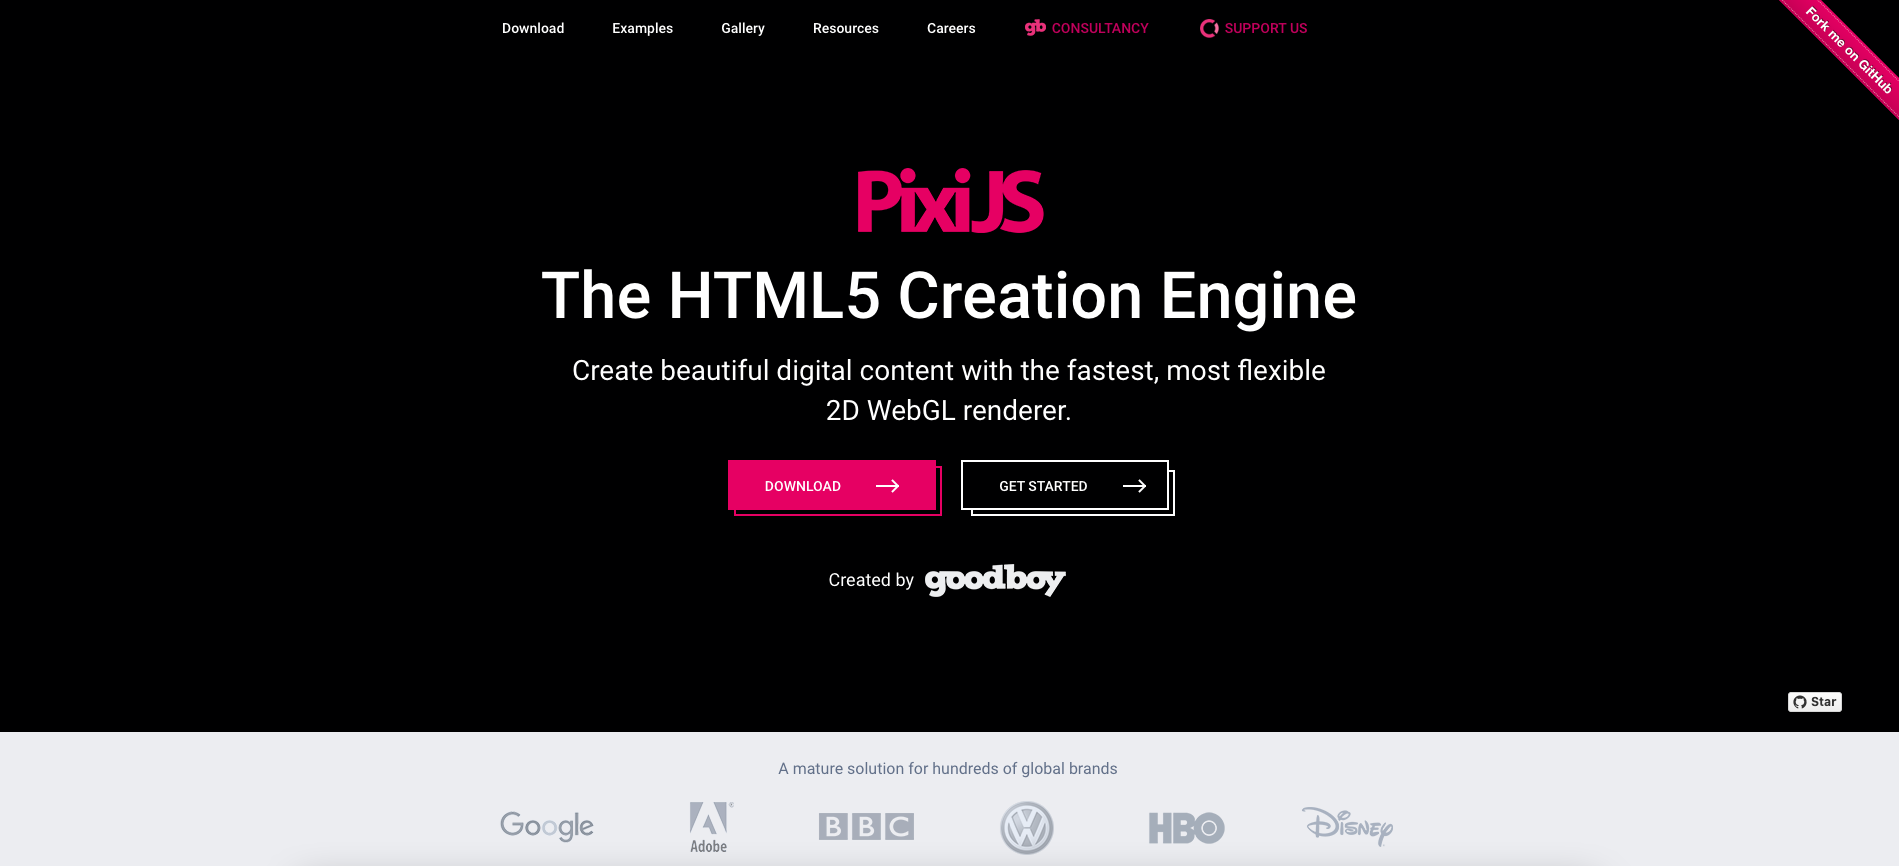 Download Examples Gallery Resources Careers gb CONSULTANCY SUPPORT US
Fork me on GitHub
PixiJS
The HTML5 Creation Engine
Create beautiful digital content with the fastest, most flexible
2D WebGL renderer.
DOWNLOAD GET STARTED
Created by goodboy
Star
A mature solution for hundreds of global brands
Google Adobe® BBC VW HBO Disney